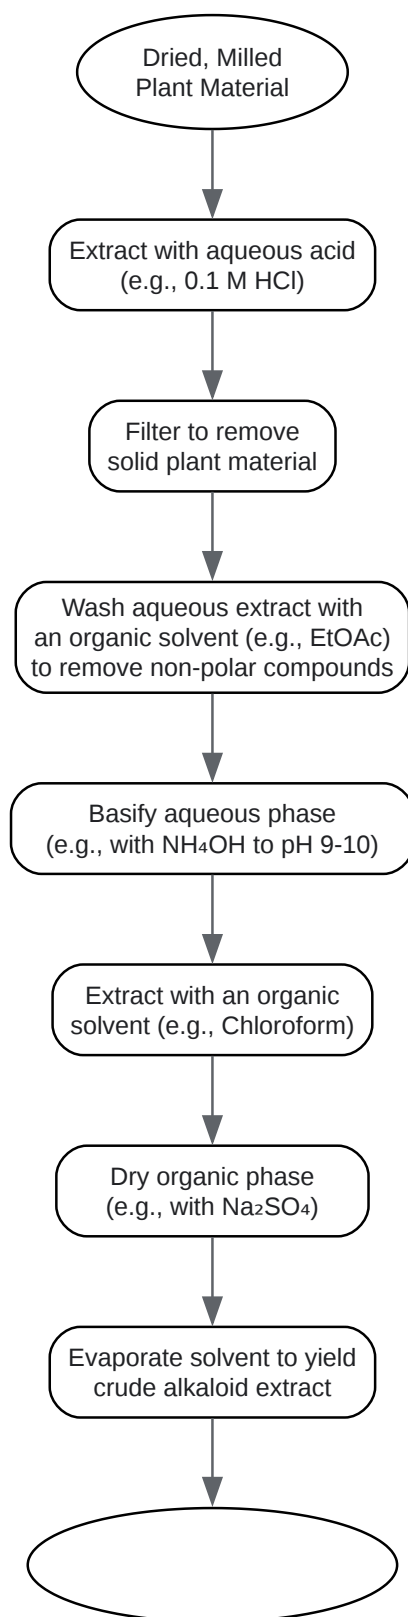 Dried, Milled
Plant Material
Extract with aqueous acid
(e.g., 0.1 M HCl)
Filter to remove
solid plant material
Wash aqueous extract with
an organic solvent (e.g., EtOAc)
to remove non-polar compounds
Basify aqueous phase
(e.g., with NH₄OH to pH 9-10)
Extract with an organic
solvent (e.g., Chloroform)
Dry organic phase
(e.g., with Na₂SO₄)
Evaporate solvent to yield
crude alkaloid extract